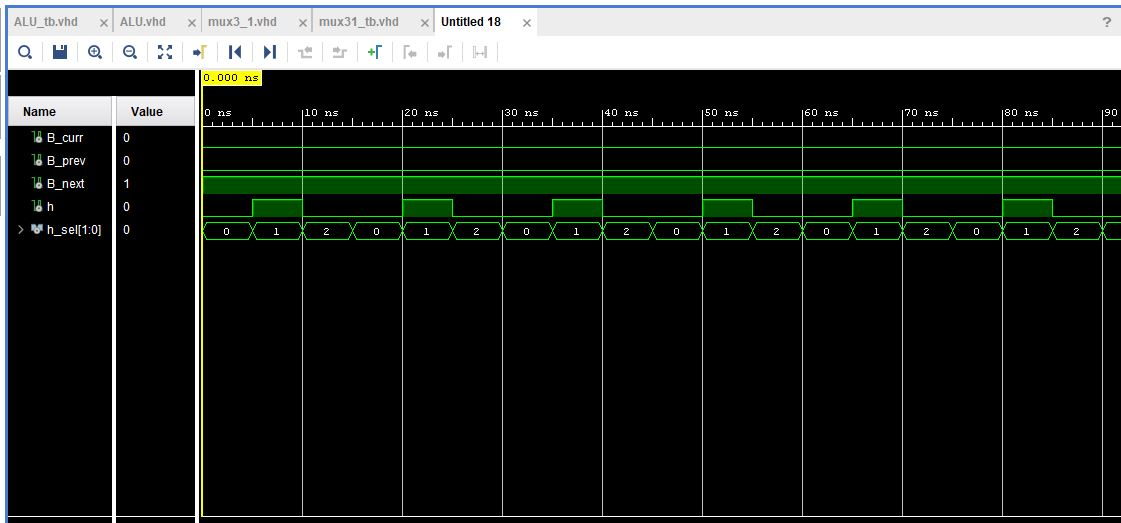 ALU_tb.vhd × ALU.vhd × mux3_1.vhd × mux31_tb.vhd × Untitled 18 × ?
0.000 ns
Name Value 0 ns 10 ns 20 ns 30 ns 40 ns 50 ns 60 ns 70 ns 80 ns 90
B_curr 0
B_prev 0
B_next 1
h 0
h_sel[1:0] 0 0 1 2 0 1 2 0 1 2 0 1 2 0 1 2 0 1 2